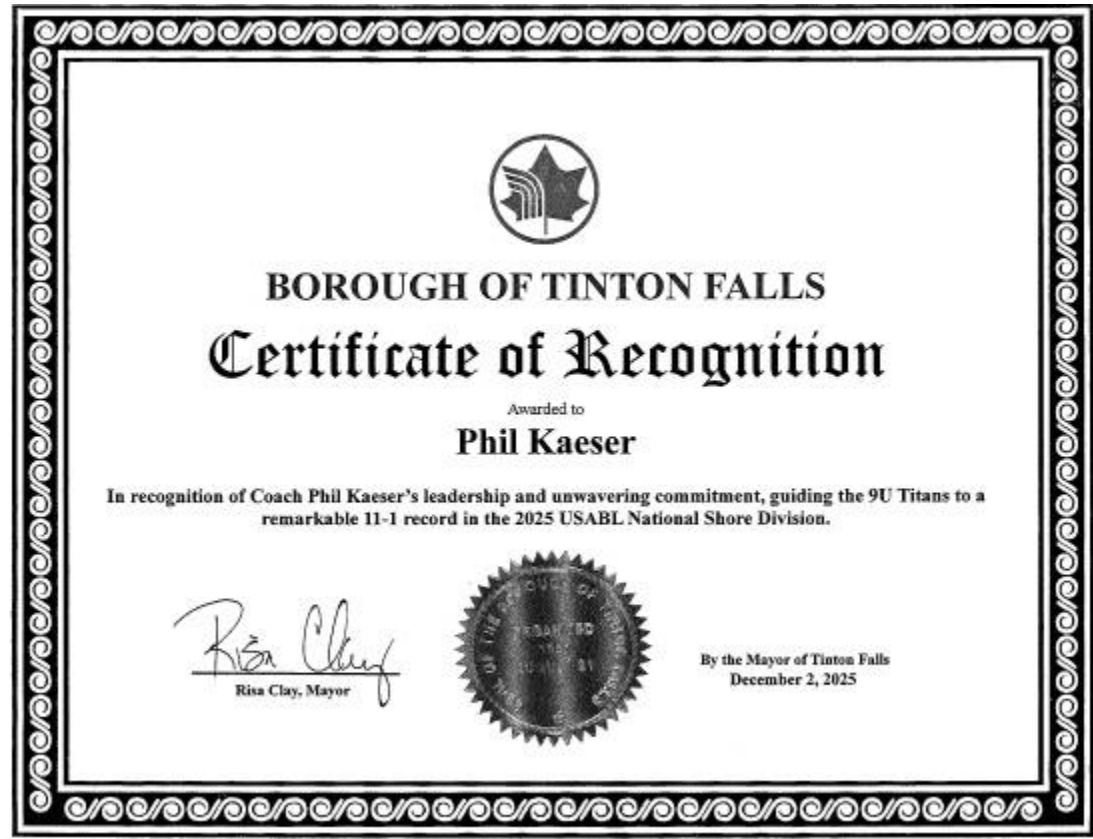 BOROUGH OF TINTON FALLS
Certificate of Recognition
Awarded to
Phil Kaeser
In recognition of Coach Phil Kaeser's leadership and unwavering commitment, guiding the 9U Titans to a
remarkable 11-1 record in the 2025 USABL National Shore Division.
Risa Clay
Risa Clay, Mayor
By the Mayor of Tinton Falls
December 2, 2025